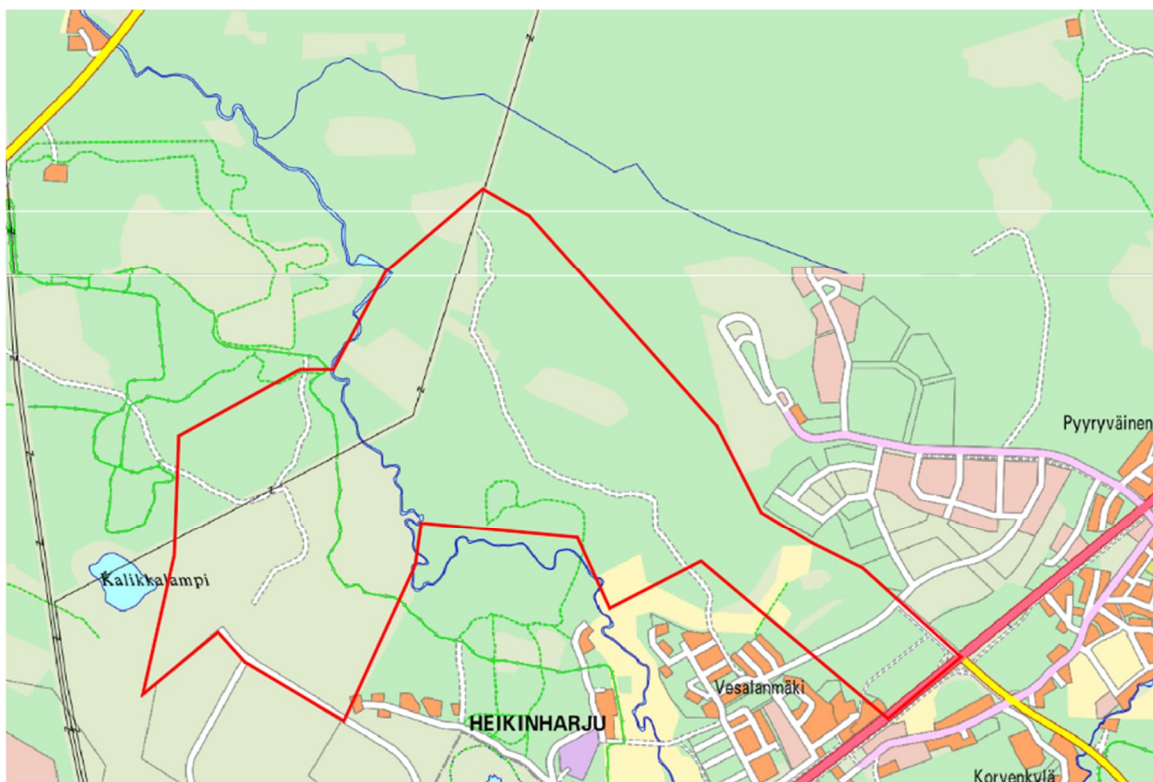 Pyyryväinen
Kalikkalampi
Vesalanmäki
HEIKINHARJU
Korvenkylä